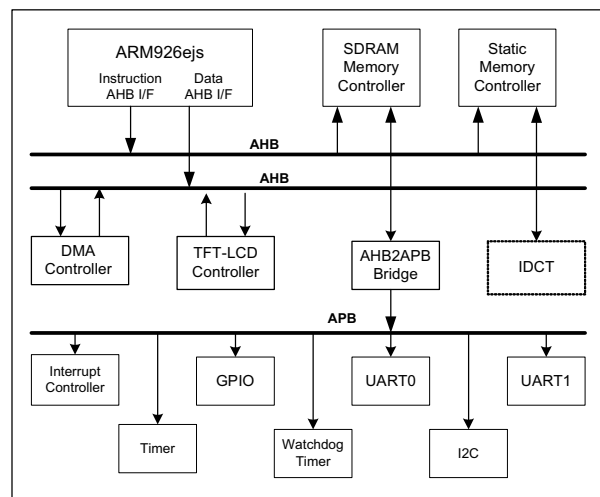 ARM926ejs
Instruction
AHB I/F
Data
AHB I/F
SDRAM
Memory
Controller
Static
Memory
Controller
AHB
AHB
DMA
Controller
TFT-LCD
Controller
AHB2APB
Bridge
IDCT
APB
Interrupt
Controller
GPIO
UART0
UART1
Timer
Watchdog
Timer
I2C